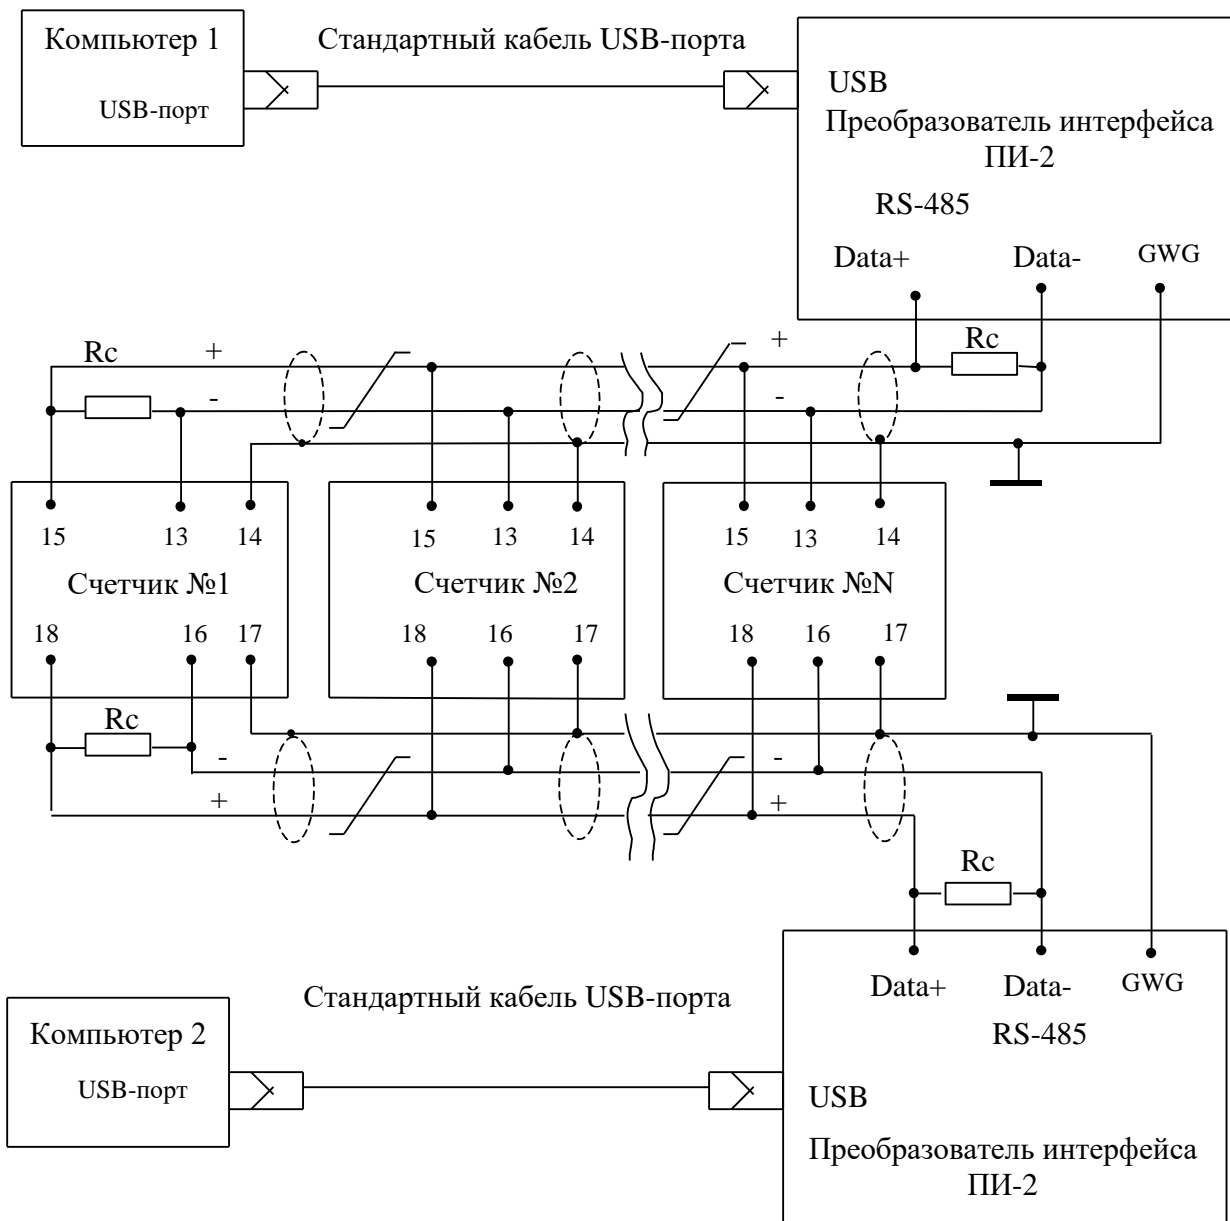 Компьютер 1
Стандартный кабель USB-порта
USB-порт
USB
Преобразователь интерфейса
ПИ-2
RS-485
Data+ Data- GWG
Rc + + Rc
- -
15 13 14 15 13 14 15 13 14
Счетчик №1 Счетчик №2 Счетчик №N
18 16 17 18 16 17 18 16 17
Rc
- -
+ +
Rc
Data+ Data- GWG
RS-485
Стандартный кабель USB-порта
Компьютер 2
USB-порт
USB
Преобразователь интерфейса
ПИ-2